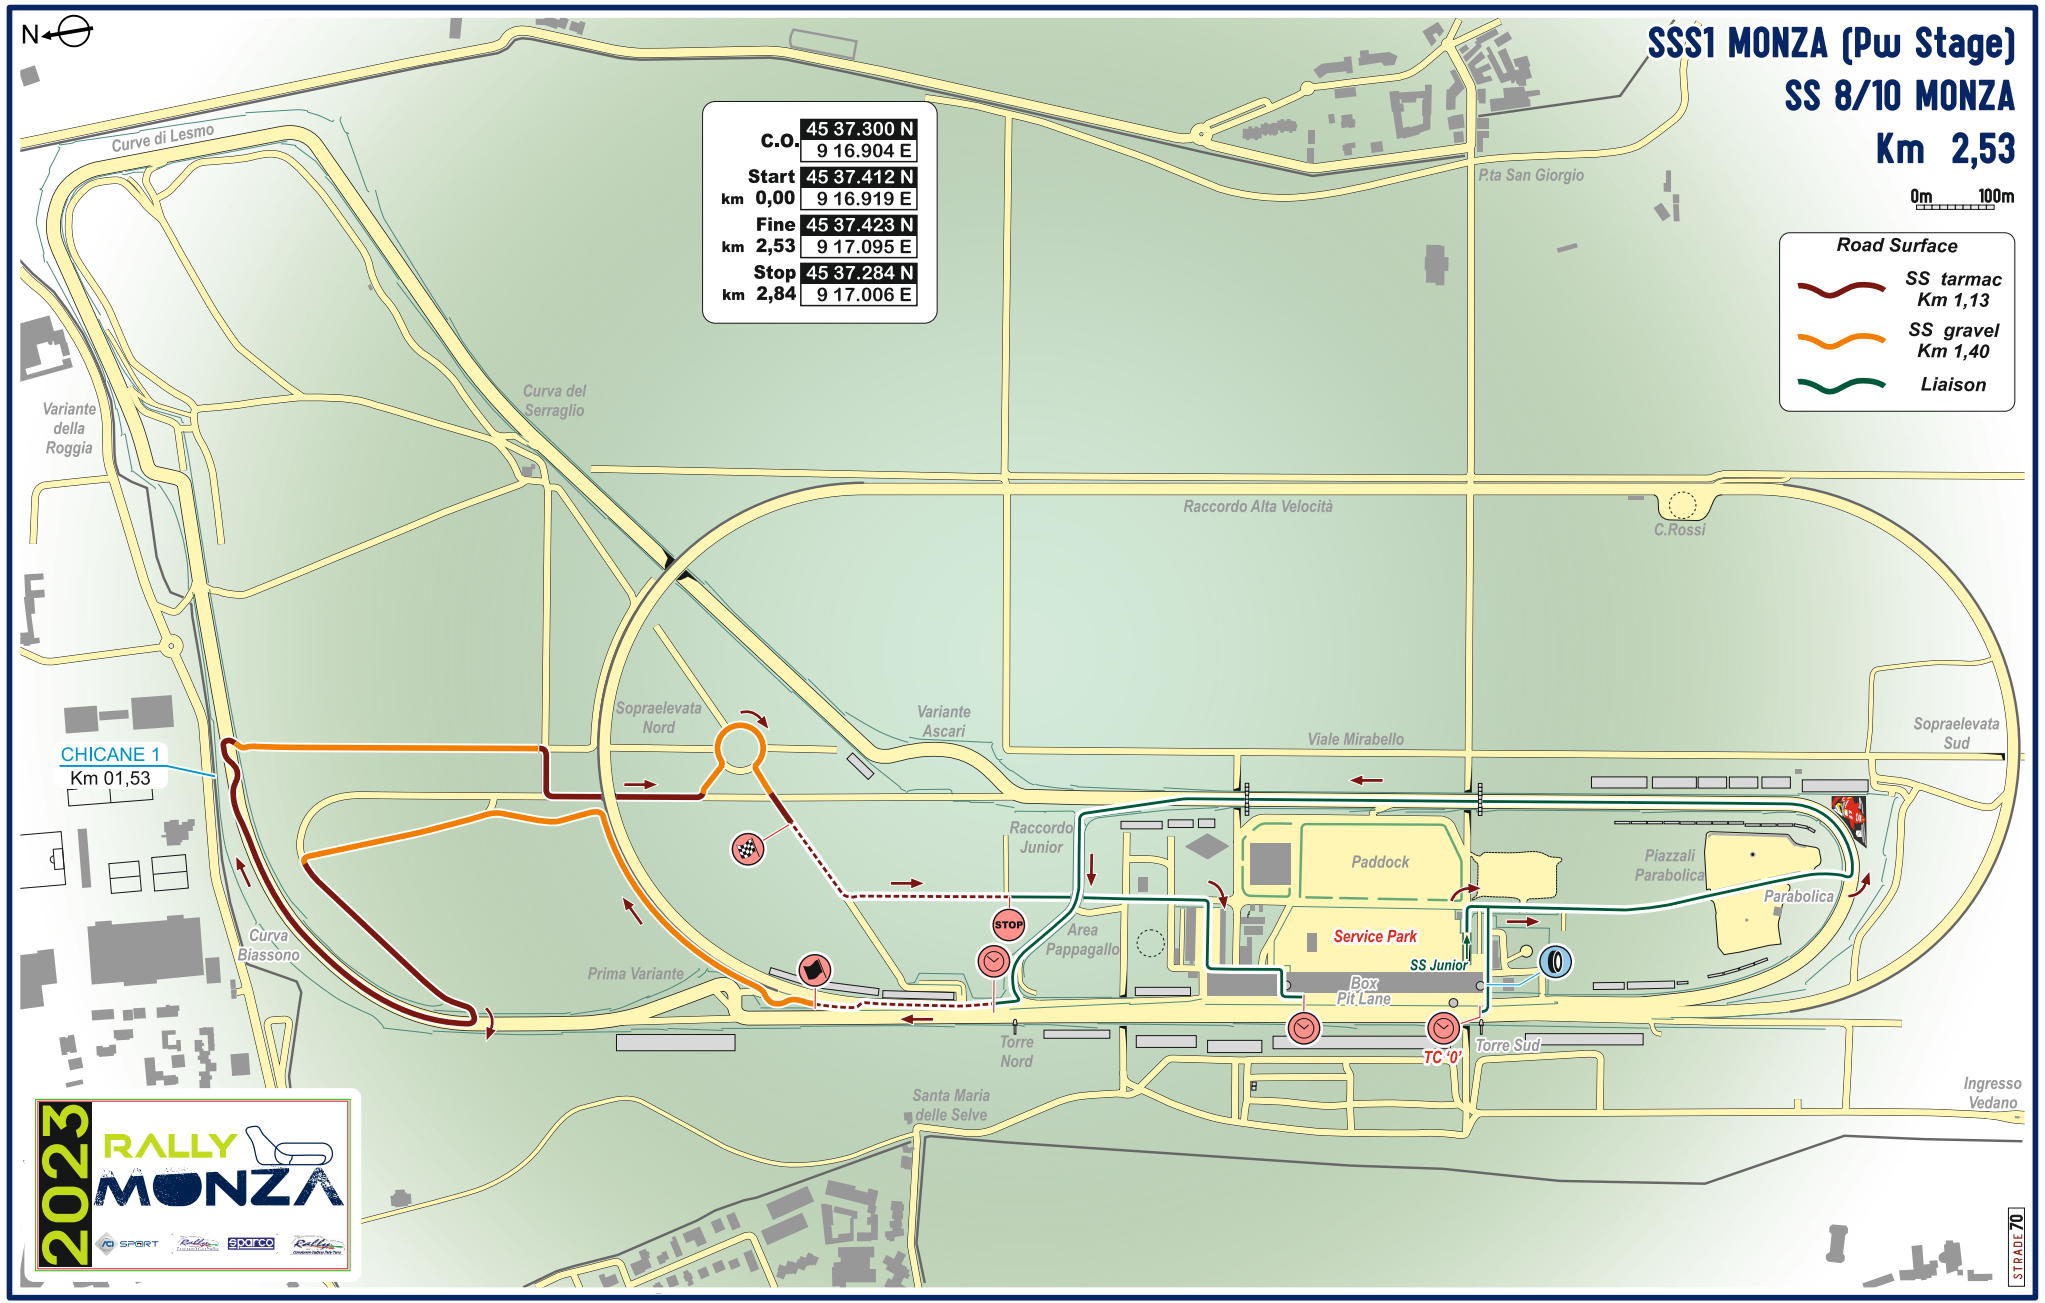 N
SSS1 MONZA (Pw Stage)
SS 8/10 MONZA
Km 2,53
0m 100m
Road Surface
SS tarmac
Km 1,13
SS gravel
Km 1,40
Liaison
C.O. 45 37.300 N
9 16.904 E
Start 45 37.412 N
km 0,00 9 16.919 E
Fine 45 37.423 N
km 2,53 9 17.095 E
Stop 45 37.284 N
km 2,84 9 17.006 E
Curve di Lesmo
P.ta San Giorgio
Variante
della
Roggia
Curva del
Serraglio
Raccordo Alta Velocità
C.Rossi
Sopraelevata
Nord
Variante
Ascari
Viale Mirabello
Sopraelevata
Sud
CHICANE 1
Km 01,53
Raccordo
Junior
Paddock
Piazzali
Parabolica
Parabolica
Curva
Biassono
Prima Variante
STOP
Area
Pappagallo
Service Park
SS Junior
Box
Pit Lane
Torre
Nord
TC '0'
Torre Sud
Santa Maria
delle Selve
Ingresso
Vedano
2023
RALLY
MONZA
ACI SPORT
Rally
sparco
Rally
STRADE 70